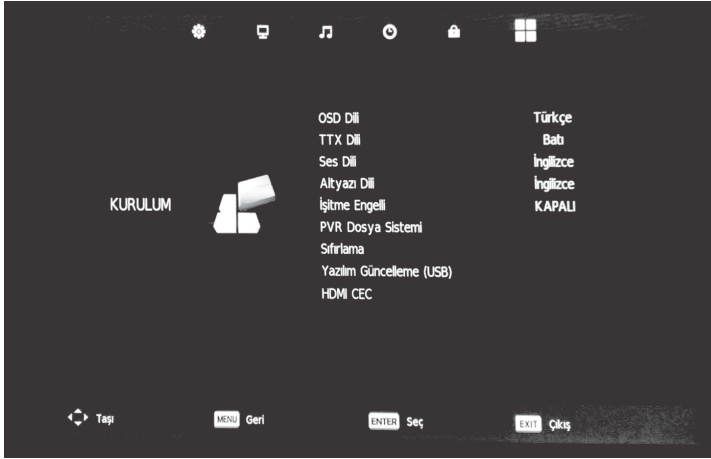 OSD Dili Türkçe
TTX Dili Batı
Ses Dili İngilizce
Altyazı Dili İngilizce
KURULUM İşitme Engelli KAPALI
PVR Dosya Sistemi
Sıfırlama
Yazılım Güncelleme (USB)
HDMI CEC
Taşı MENU Geri ENTER Seç EXIT Çıkış